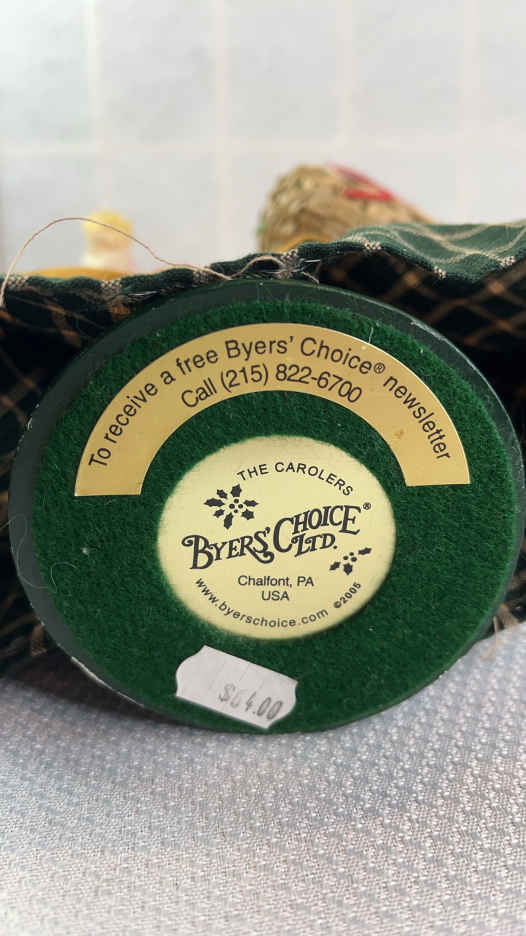 To receive a free Byers' Choice® newsletter
Call (215) 822-6700
THE CAROLERS
BYERS' CHOICE®
LTD.
Chalfont, PA
USA
www.byerschoice.com ©2005
$64.00